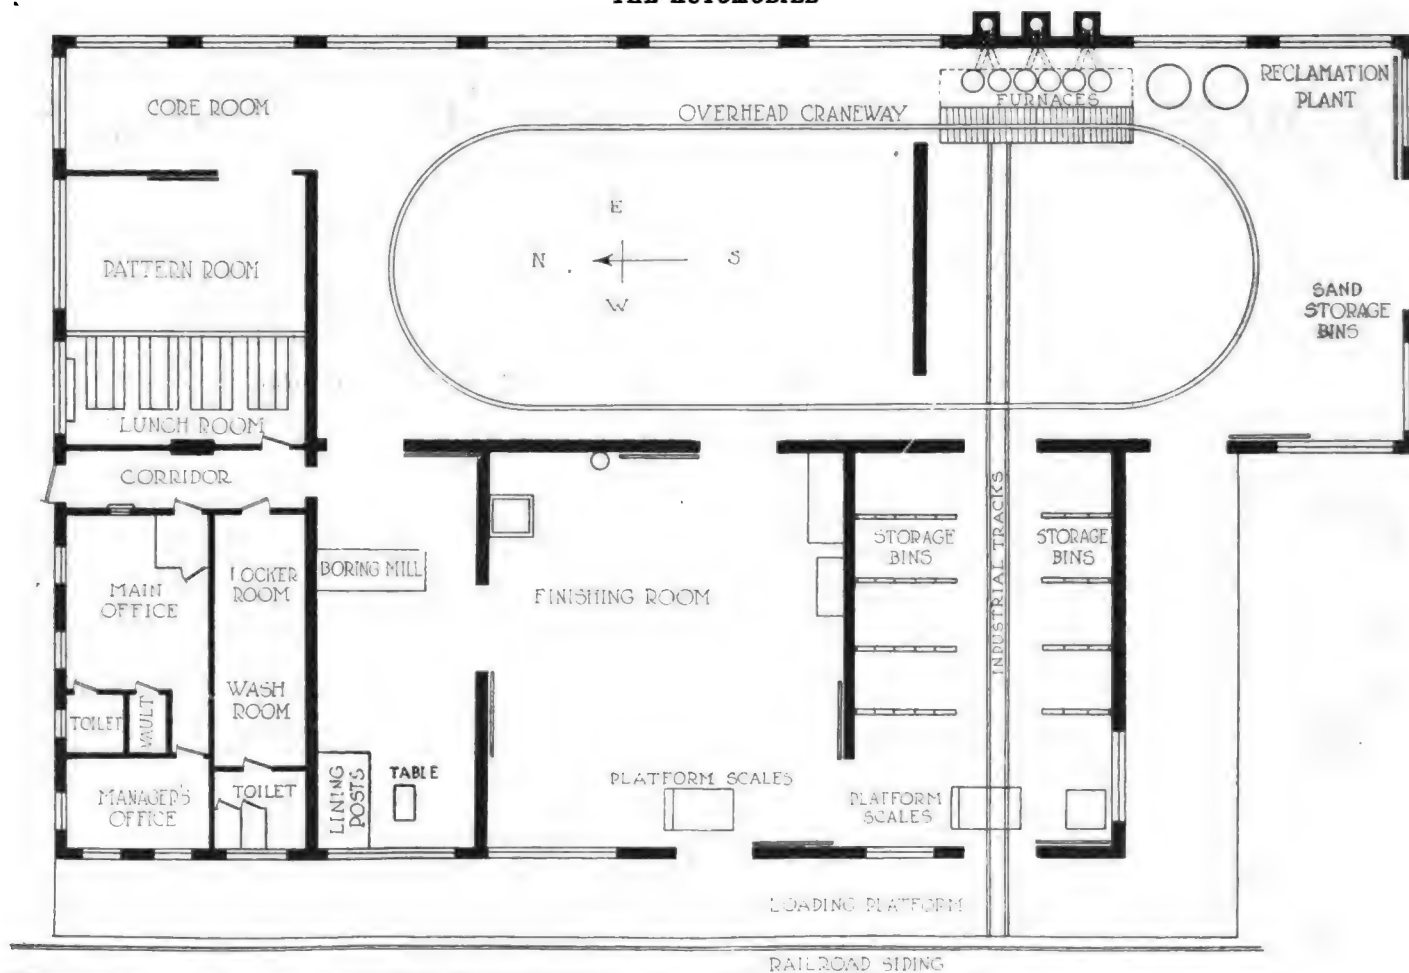 THE AUTOMOBILE
CORE ROOM
OVERHEAD CRANEWAY
FURNACES
RECLAMATION
PLANT
PATTERN ROOM
E
N
S
W
SAND
STORAGE
BINS
LUNCH ROOM
CORRIDOR
MAIN
OFFICE
LOCKER
ROOM
BORING MILL
FINISHING ROOM
STORAGE
BINS
INDUSTRIAL TRACKS
STORAGE
BINS
TOILET
VAULT
WASH
ROOM
MANAGER'S
OFFICE
TOILET
LINING
POSTS
TABLE
PLATFORM SCALES
PLATFORM
SCALES
LOADING PLATFORM
RAILROAD SIDING